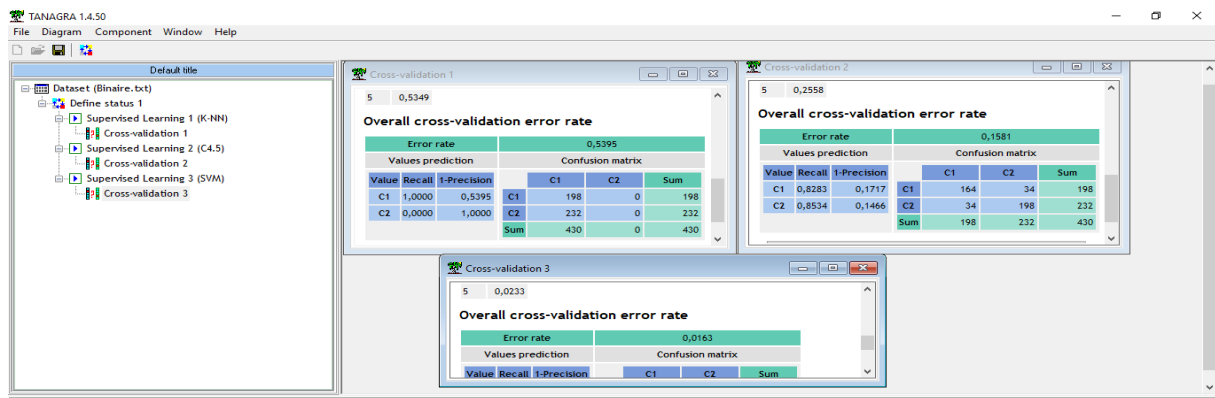 TANAGRA 1.4.50
File Diagram Component Window Help
Default title
Dataset (Binaire.txt)
Define status 1
Supervised Learning 1 (K-NN)
Cross-validation 1
Supervised Learning 2 (C4.5)
Cross-validation 2
Supervised Learning 3 (SVM)
Cross-validation 3
Cross-validation 1
5 0,5349
Overall cross-validation error rate
Error rate 0,5395
Values prediction Confusion matrix
Value Recall 1-Precision C1 C2 Sum
C1 1,0000 0,5395 C1 198 0 198
C2 0,0000 1,0000 C2 232 0 232
Sum 430 0 430
Cross-validation 2
5 0,2558
Overall cross-validation error rate
Error rate 0,1581
Values prediction Confusion matrix
Value Recall 1-Precision C1 C2 Sum
C1 0,8283 0,1717 C1 164 34 198
C2 0,8534 0,1466 C2 34 198 232
Sum 198 232 430
Cross-validation 3
5 0,0233
Overall cross-validation error rate
Error rate 0,0163
Values prediction Confusion matrix
Value Recall 1-Precision C1 C2 Sum